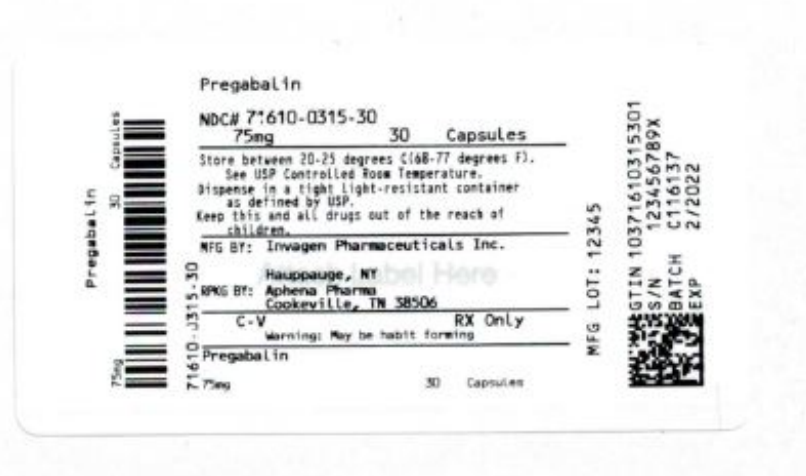 Pregabalin
NDC# 71610-0315-30
75mg 30 Capsules
Store between 20-25 degrees C(68-77 degrees F).
See USP Controlled Room Temperature.
Dispense in a tight light-resistant container
as defined by USP.
Keep this and all drugs out of the reach of
children.
MFG BY: Invagen Pharmaceuticals Inc.
Hauppauge, NY
Label Here
RPKG BY: Aphena Pharma
Cookeville, TN 38506
C-V RX Only
Warning: May be habit forming
Pregabalin
75mg 30 Capsules
Pregabalin
75mg 30 Capsules
71610-0315-30
MFG LOT: 12345
GTIN 10371610315301
S/N 123456789X
BATCH C116137
EXP 2/2022